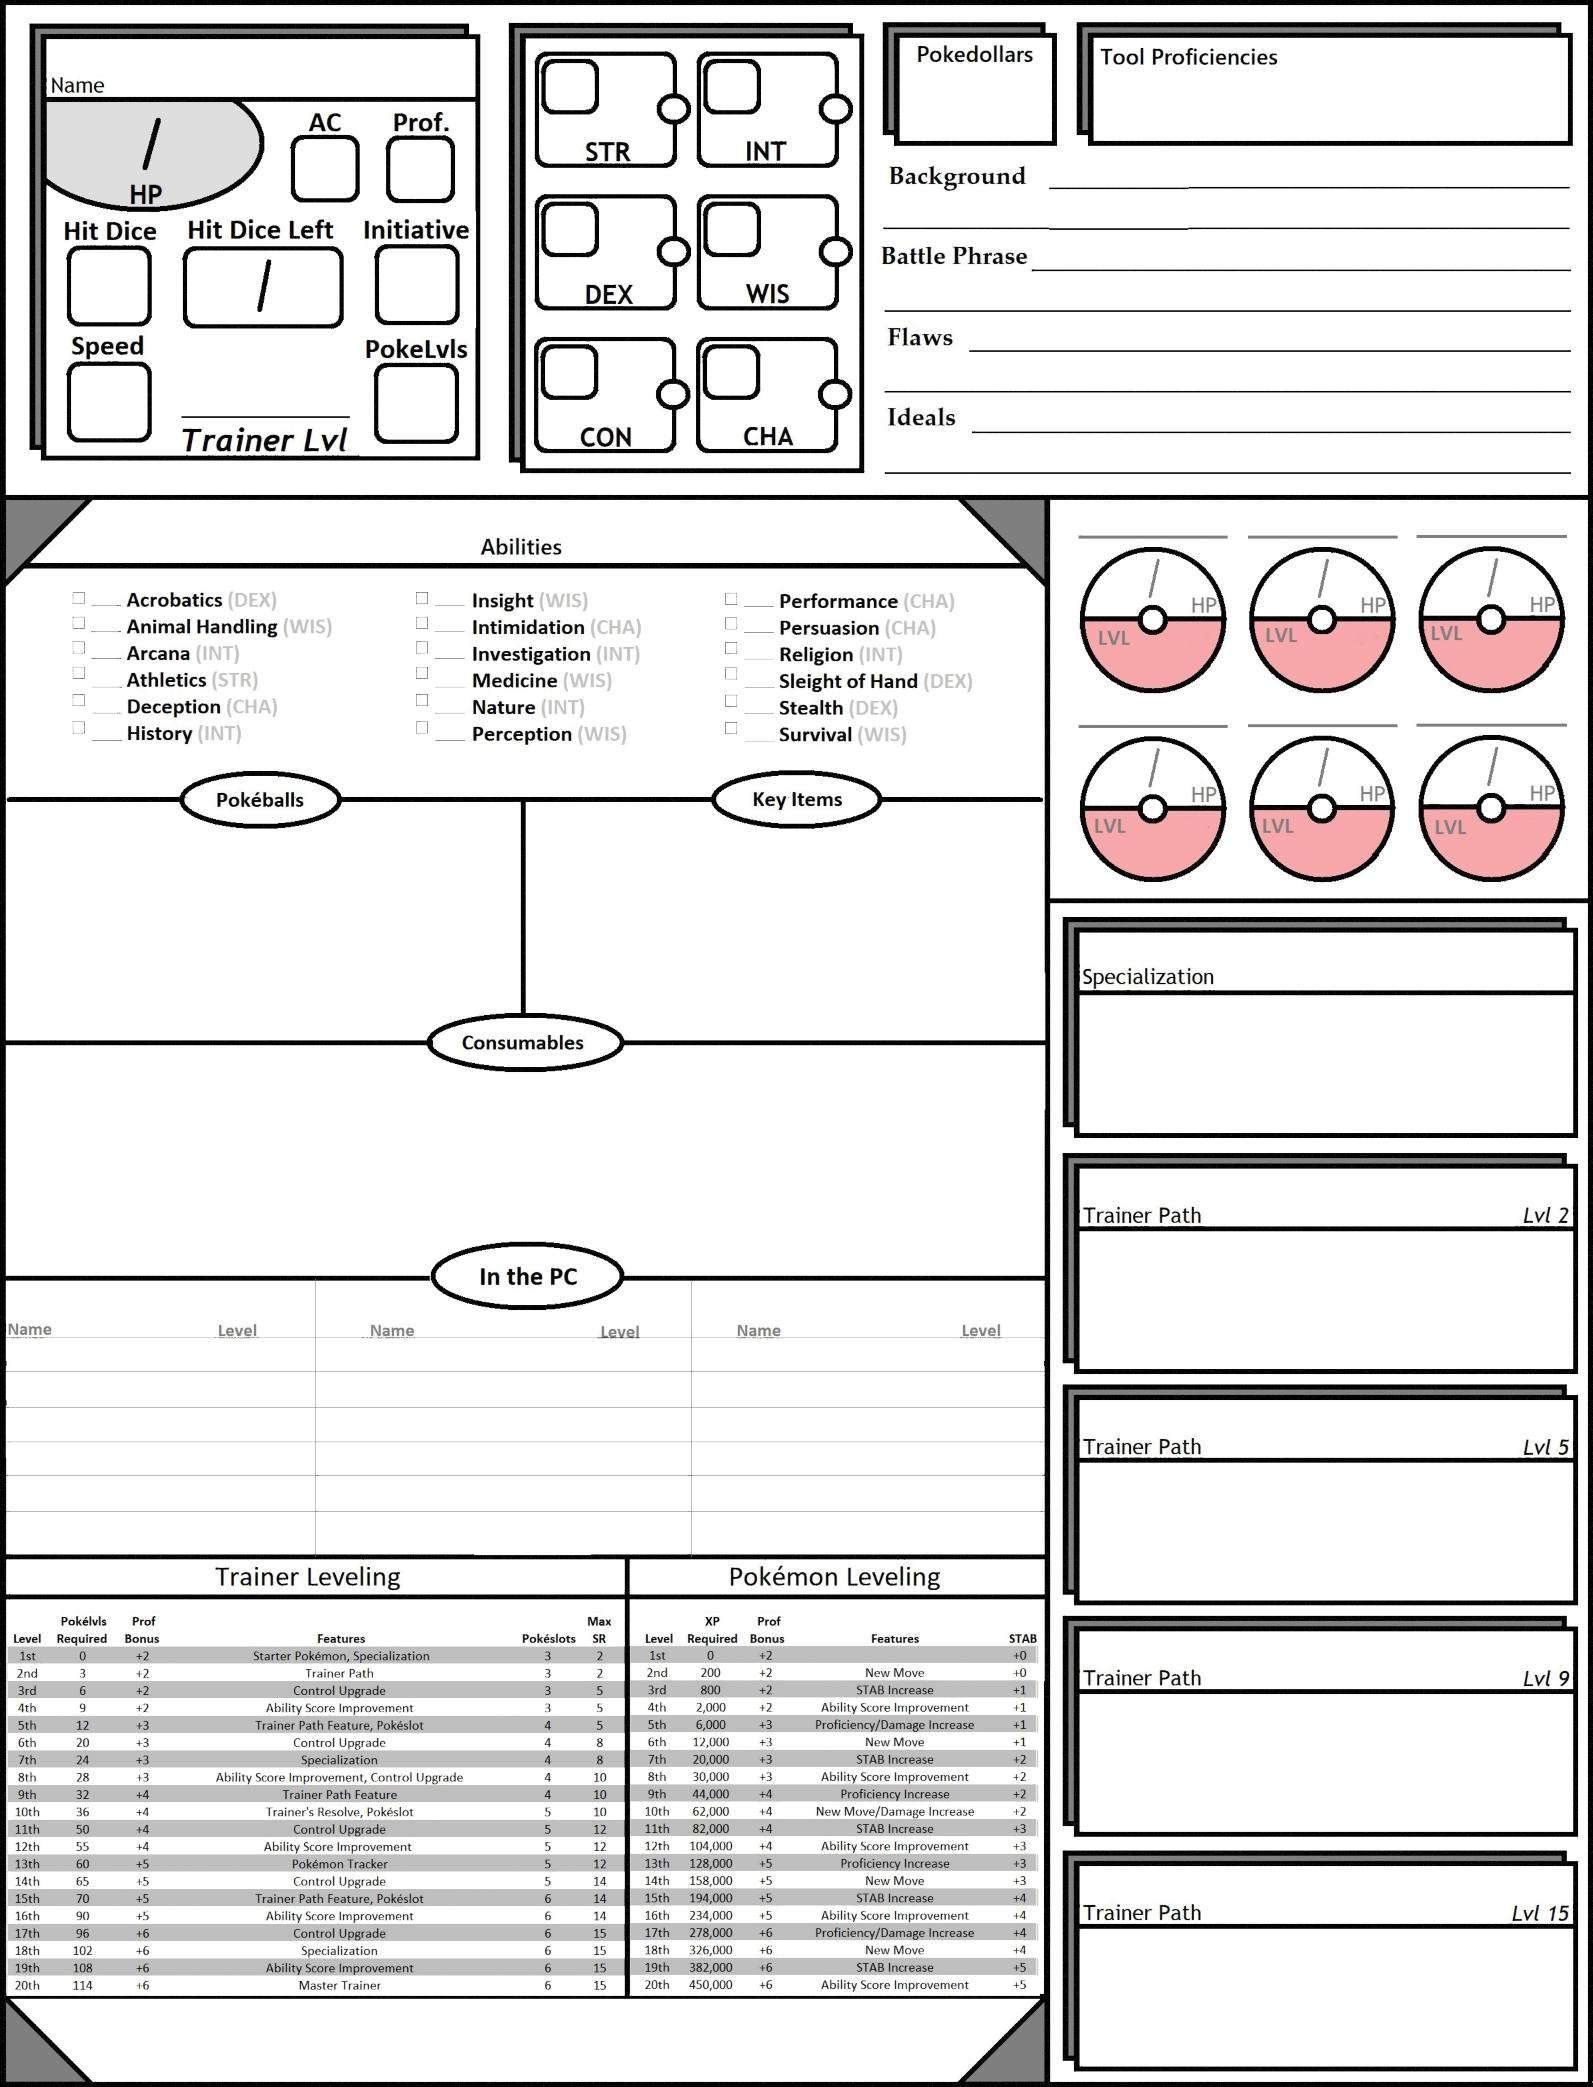 Name
/
HP
AC
Prof.
Hit Dice
Hit Dice Left
Initiative
/
Speed
PokeLvls
Trainer Lvl
STR
INT
DEX
WIS
CON
CHA
Pokedollars
Tool Proficiencies
Background
Battle Phrase
Flaws
Ideals
Abilities
Acrobatics (DEX)
Animal Handling (WIS)
Arcana (INT)
Athletics (STR)
Deception (CHA)
History (INT)
Insight (WIS)
Intimidation (CHA)
Investigation (INT)
Medicine (WIS)
Nature (INT)
Perception (WIS)
Performance (CHA)
Persuasion (CHA)
Religion (INT)
Sleight of Hand (DEX)
Stealth (DEX)
Survival (WIS)
/ HP LVL
/ HP LVL
/ HP LVL
/ HP LVL
/ HP LVL
/ HP LVL
Pokéballs
Key Items
Consumables
In the PC
Name Level Name Level Name Level
Specialization
Trainer Path Lvl 2
Trainer Path Lvl 5
Trainer Path Lvl 9
Trainer Path Lvl 15
Trainer Leveling
Pokélvls Prof Max
Level Required Bonus Features Pokéslots SR
1st 0 +2 Starter Pokémon, Specialization 3 2
2nd 3 +2 Trainer Path 3 2
3rd 6 +2 Control Upgrade 3 5
4th 9 +2 Ability Score Improvement 3 5
5th 12 +3 Trainer Path Feature, Pokéslot 4 5
6th 20 +3 Control Upgrade 4 8
7th 24 +3 Specialization 4 8
8th 28 +3 Ability Score Improvement, Control Upgrade 4 10
9th 32 +4 Trainer Path Feature 4 10
10th 36 +4 Trainer's Resolve, Pokéslot 5 10
11th 50 +4 Control Upgrade 5 12
12th 55 +4 Ability Score Improvement 5 12
13th 60 +5 Pokémon Tracker 5 12
14th 65 +5 Control Upgrade 5 14
15th 70 +5 Trainer Path Feature, Pokéslot 6 14
16th 90 +5 Ability Score Improvement 6 14
17th 96 +6 Control Upgrade 6 15
18th 102 +6 Specialization 6 15
19th 108 +6 Ability Score Improvement 6 15
20th 114 +6 Master Trainer 6 15
Pokémon Leveling
XP Prof
Level Required Bonus Features STAB
1st 0 +2 +0
2nd 200 +2 New Move +0
3rd 800 +2 STAB Increase +1
4th 2,000 +2 Ability Score Improvement +1
5th 6,000 +3 Proficiency/Damage Increase +1
6th 12,000 +3 New Move +1
7th 20,000 +3 STAB Increase +2
8th 30,000 +3 Ability Score Improvement +2
9th 44,000 +4 Proficiency Increase +2
10th 62,000 +4 New Move/Damage Increase +2
11th 82,000 +4 STAB Increase +3
12th 104,000 +4 Ability Score Improvement +3
13th 128,000 +5 Proficiency Increase +3
14th 158,000 +5 New Move +3
15th 194,000 +5 STAB Increase +4
16th 234,000 +5 Ability Score Improvement +4
17th 278,000 +6 Proficiency/Damage Increase +4
18th 326,000 +6 New Move +4
19th 382,000 +6 STAB Increase +5
20th 450,000 +6 Ability Score Improvement +5